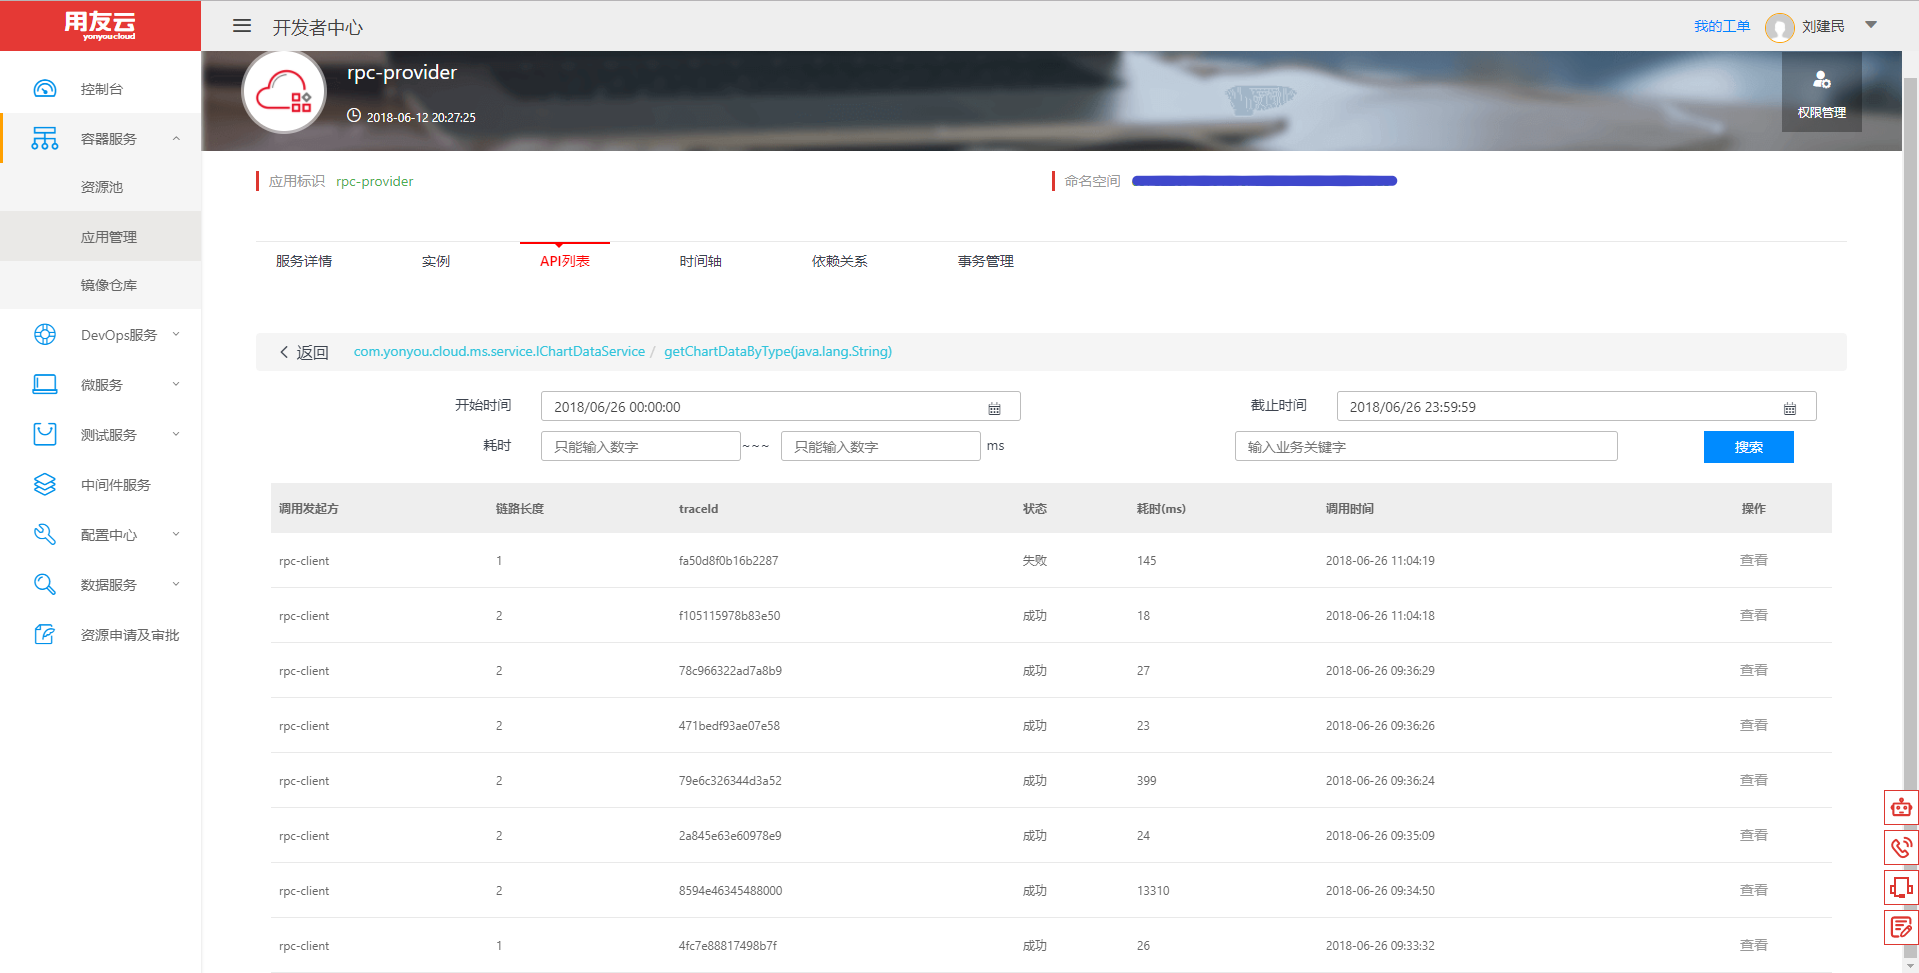 用友云
yonyoucloud
开发者中心
我的工单
刘建民
控制台
容器服务
资源池
应用管理
镜像仓库
DevOps服务
微服务
测试服务
中间件服务
配置中心
数据服务
资源申请及审批
rpc-provider
2018-06-12 20:27:25
权限管理
应用标识 rpc-provider
命名空间
服务详情 实例 API列表 时间轴 依赖关系 事务管理
返回 com.yonyou.cloud.ms.service.IChartDataService / getChartDataByType(java.lang.String)
开始时间 2018/06/26 00:00:00 截止时间 2018/06/26 23:59:59
耗时 只能输入数字 ~~~ 只能输入数字 ms 输入业务关键字 搜索
调用发起方 链路长度 traceId 状态 耗时(ms) 调用时间 操作
rpc-client 1 fa50d8f0b16b2287 失败 145 2018-06-26 11:04:19 查看
rpc-client 2 f105115978b83e50 成功 18 2018-06-26 11:04:18 查看
rpc-client 2 78c966322ad7a8b9 成功 27 2018-06-26 09:36:29 查看
rpc-client 2 471bedf93ae07e58 成功 23 2018-06-26 09:36:26 查看
rpc-client 2 79e6c326344d3a52 成功 399 2018-06-26 09:36:24 查看
rpc-client 2 2a845e63e60978e9 成功 24 2018-06-26 09:35:09 查看
rpc-client 2 8594e46345488000 成功 13310 2018-06-26 09:34:50 查看
rpc-client 1 4fc7e88817498b7f 成功 26 2018-06-26 09:33:32 查看